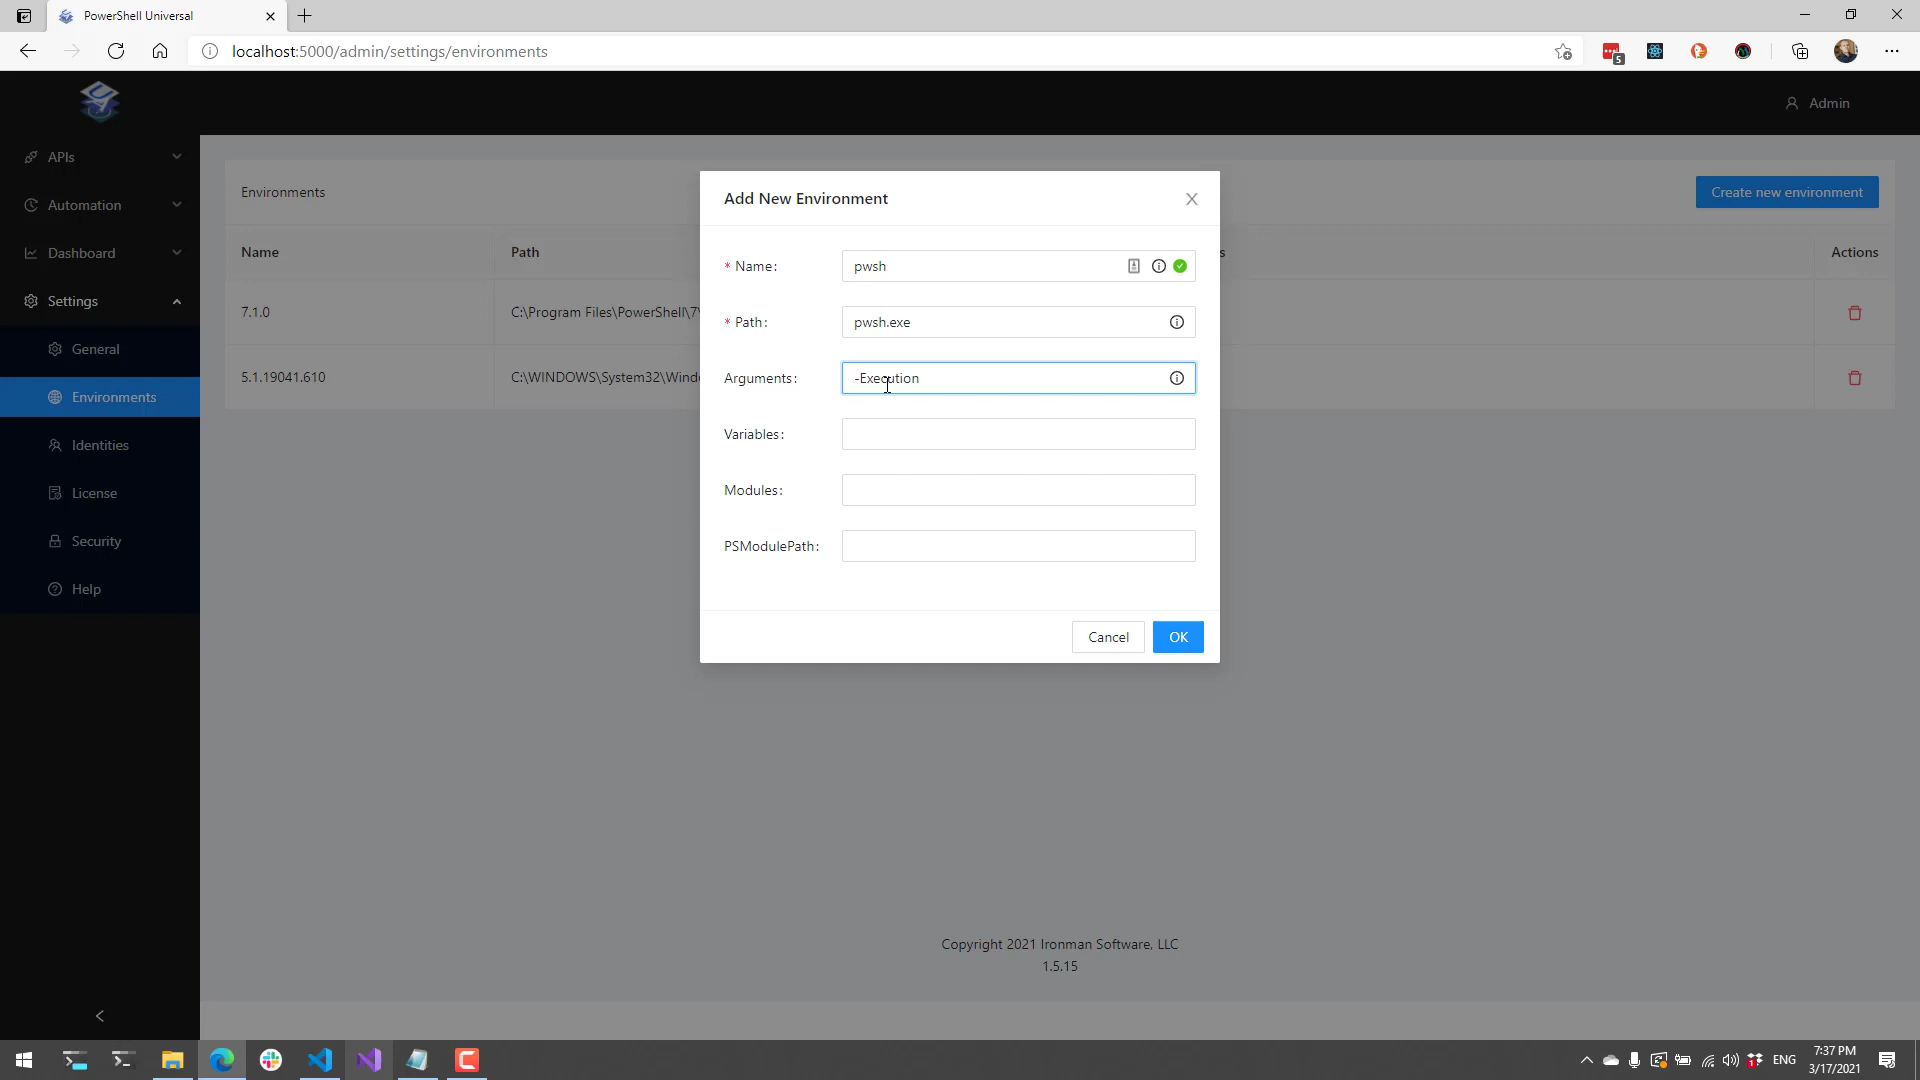 PowerShell Universal
localhost:5000/admin/settings/environments
5
Admin
APIs
Automation
Dashboard
Settings
General
Environments
Identities
License
Security
Help
Environments
Create new environment
Name
Path
s
Actions
7.1.0
C:\Program Files\PowerShell\7\
5.1.19041.610
C:\WINDOWS\System32\Wind
Add New Environment
* Name:
pwsh
* Path:
pwsh.exe
Arguments:
-Execution
Variables:
Modules:
PSModulePath:
Cancel
OK
Copyright 2021 Ironman Software, LLC
1.5.15
ENG
7:37 PM
3/17/2021